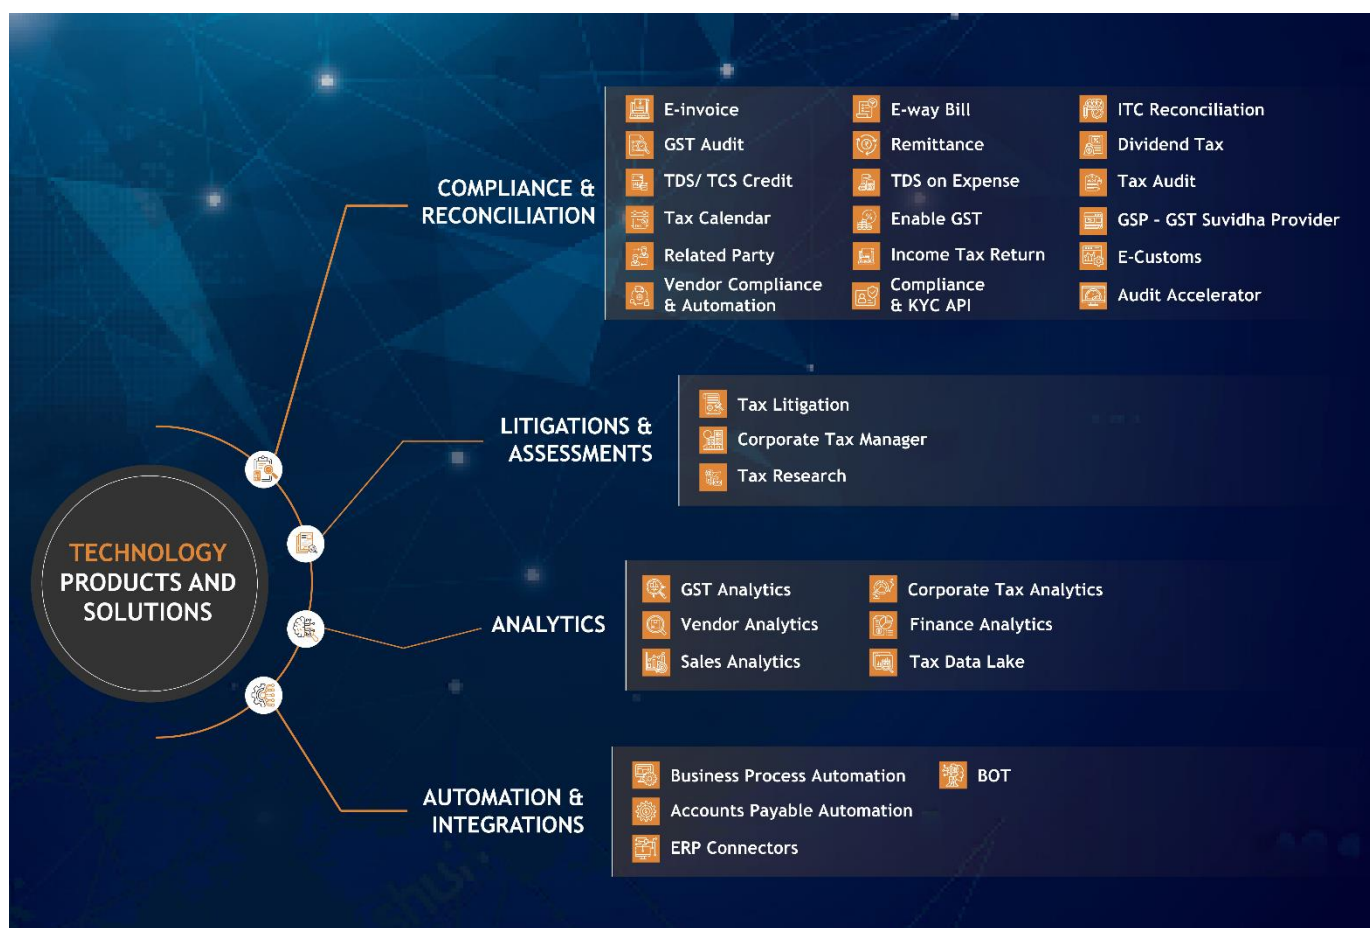 TECHNOLOGY
PRODUCTS AND
SOLUTIONS
COMPLIANCE &
RECONCILIATION
E-invoice
E-way Bill
ITC Reconciliation
GST Audit
Remittance
Dividend Tax
TDS/ TCS Credit
TDS on Expense
Tax Audit
Tax Calendar
Enable GST
GSP - GST Suvidha Provider
Related Party
Income Tax Return
E-Customs
Vendor Compliance
& Automation
Compliance
& KYC API
Audit Accelerator
LITIGATIONS &
ASSESSMENTS
Tax Litigation
Corporate Tax Manager
Tax Research
ANALYTICS
GST Analytics
Corporate Tax Analytics
Vendor Analytics
Finance Analytics
Sales Analytics
Tax Data Lake
AUTOMATION &
INTEGRATIONS
Business Process Automation
BOT
Accounts Payable Automation
ERP Connectors